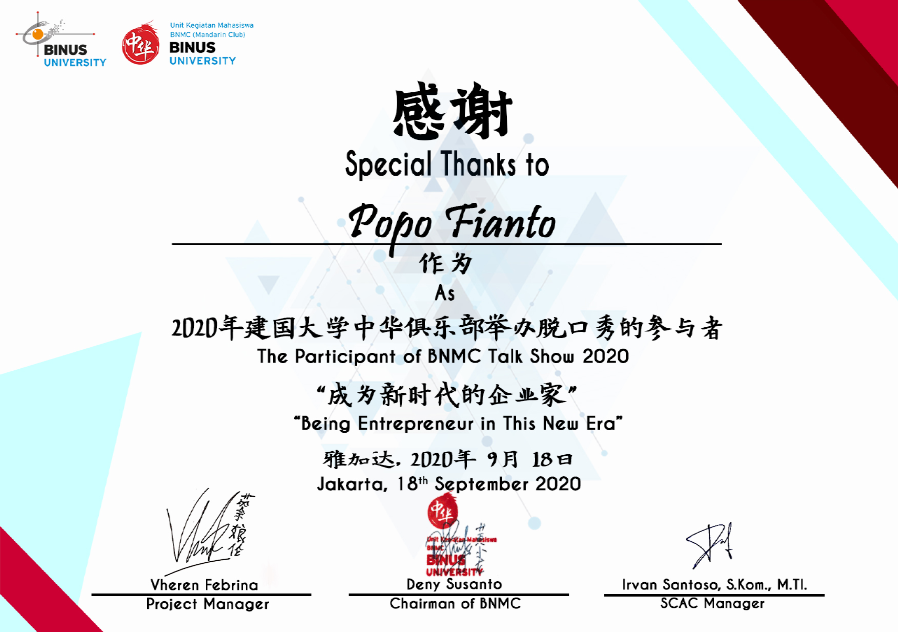 BINUS
UNIVERSITY
Unit Kegiatan Mahasiswa
BNMC (Mandarin Club)
中华
BINUS
UNIVERSITY
感谢
Special Thanks to
Popo Fianto
作为
As
2020年建国大学中华俱乐部举办脱口秀的参与者
The Participant of BNMC Talk Show 2020
“成为新时代的企业家”
“Being Entrepreneur in This New Era”
雅加达, 2020年 9月 18日
Jakarta, 18th September 2020
中华
Unit Kegiatan Mahasiswa
BNMC
BINUS
UNIVERSITY
Vheren Febrina
Project Manager
Deny Susanto
Chairman of BNMC
Irvan Santoso, S.Kom., M.TI.
SCAC Manager